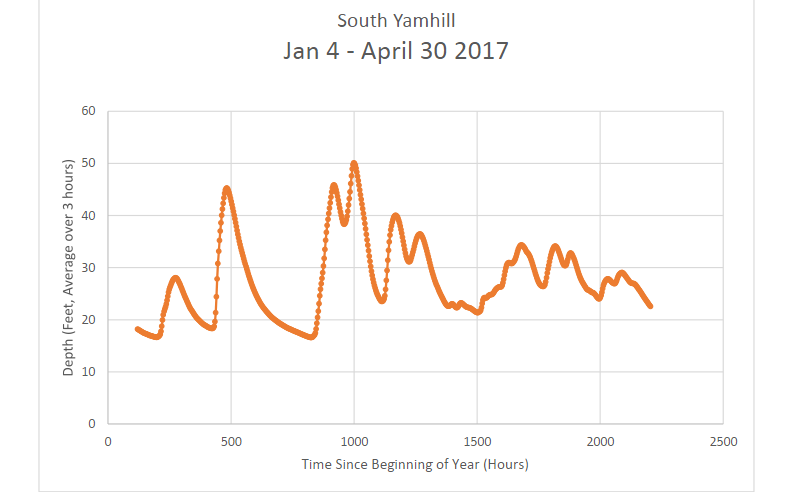 South Yamhill
Jan 4 - April 30 2017
60
50
40
30
20
10
0
Depth (Feet, Average over 3 hours)
0 500 1000 1500 2000 2500
Time Since Beginning of Year (Hours)